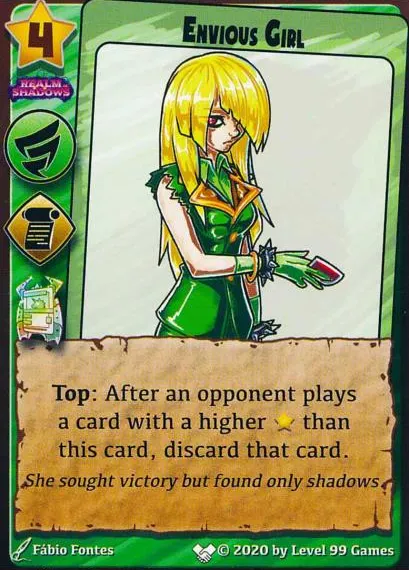 4
Envious Girl
REALM OF
SHADOWS
Top: After an opponent plays
a card with a higher ⭐ than
this card, discard that card.
She sought victory but found only shadows.
Fábio Fontes
© 2020 by Level 99 Games